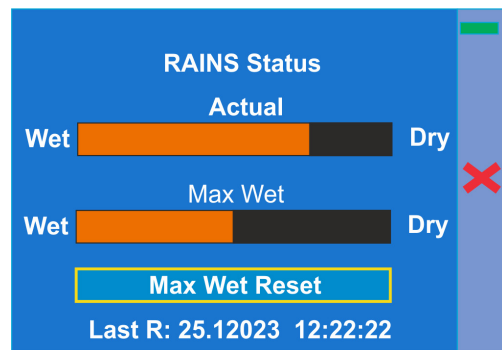 RAINS Status
Actual
Wet Dry
Max Wet
Wet Dry
Max Wet Reset
Last R: 25.12023 12:22:22